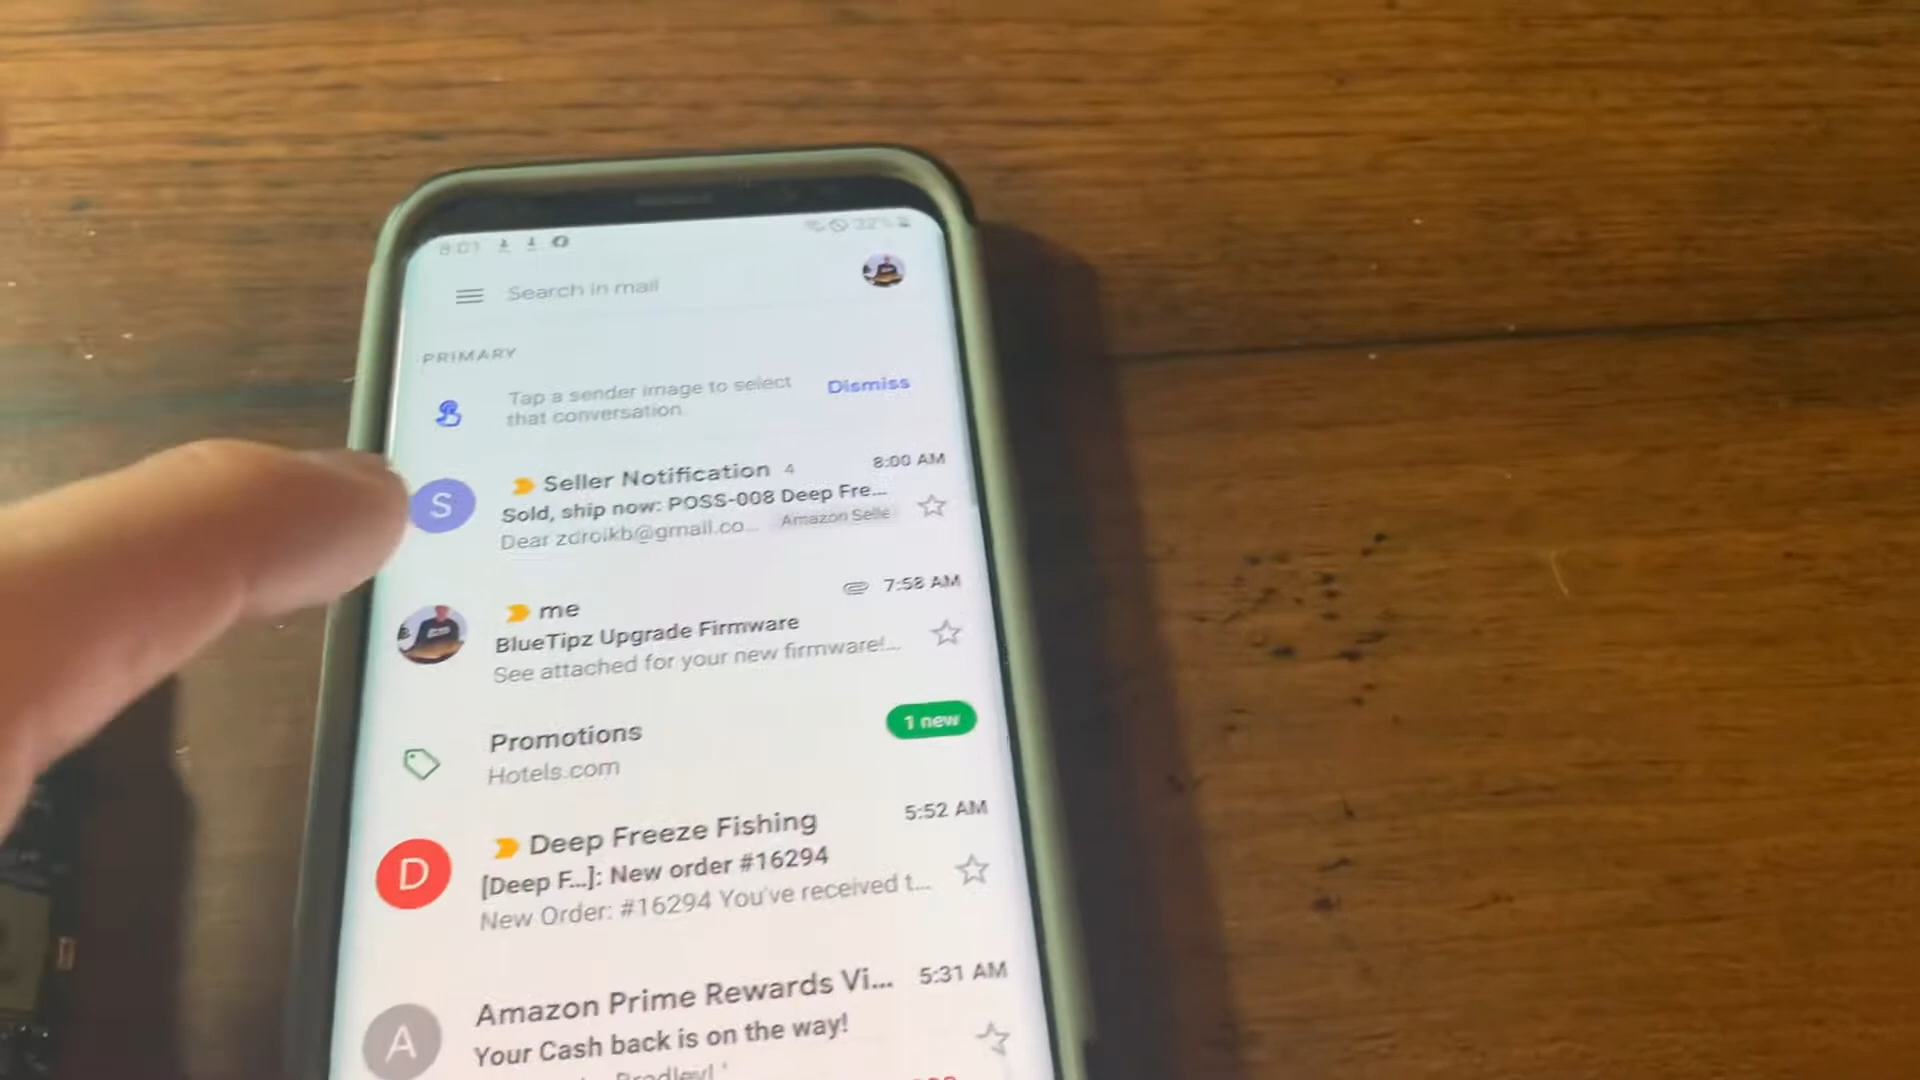 8:01
32%
Search in mail
PRIMARY
Tap a sender image to select
that conversation.
Dismiss
S
Seller Notification 4
8:00 AM
Sold, ship now: POSS-008 Deep Fre...
Dear zdroikb@gmail.co...
Amazon Selle
me
7:58 AM
BlueTipz Upgrade Firmware
See attached for your new firmware!...
Promotions
1 new
Hotels.com
D
Deep Freeze Fishing
5:52 AM
[Deep F...]: New order #16294
New Order: #16294 You've received t...
A
Amazon Prime Rewards Vi...
5:31 AM
Your Cash back is on the way!